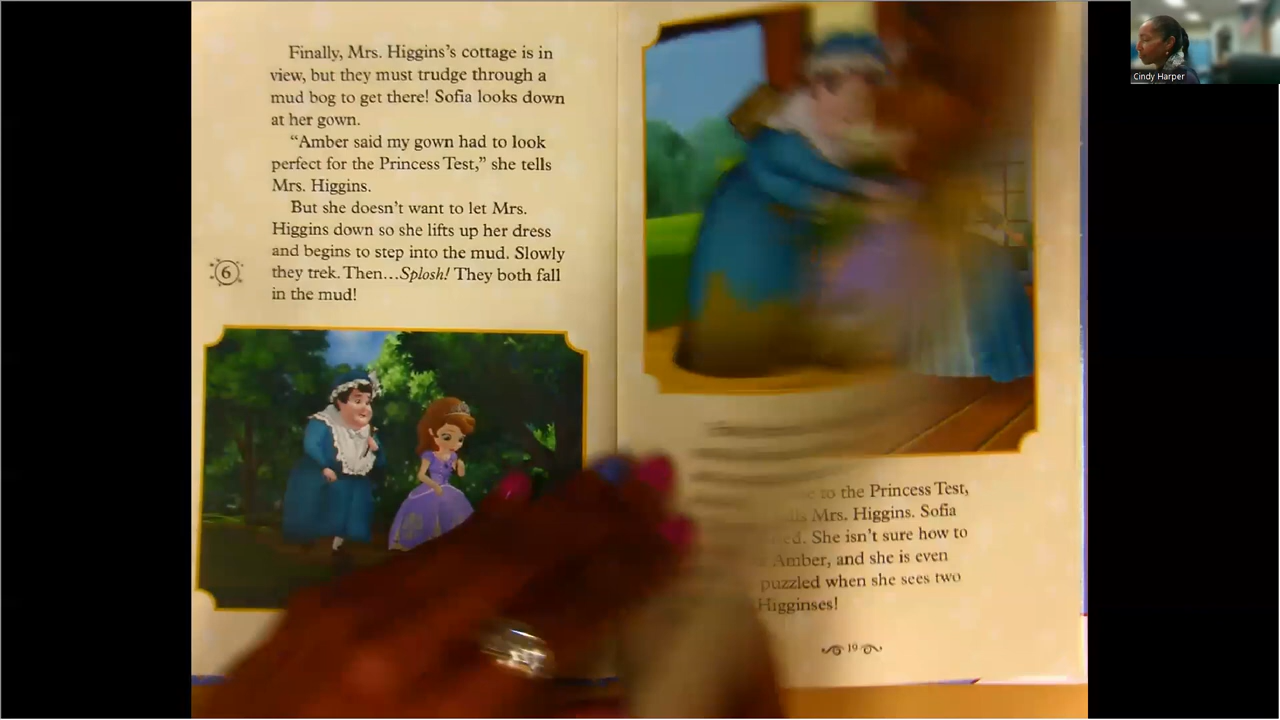 Finally, Mrs. Higgins's cottage is in
view, but they must trudge through a
mud bog to get there! Sofia looks down
at her gown.
“Amber said my gown had to look
perfect for the Princess Test,” she tells
Mrs. Higgins.
But she doesn't want to let Mrs.
Higgins down so she lifts up her dress
and begins to step into the mud. Slowly
they trek. Then…Splosh! They both fall
in the mud!
6
to the Princess Test,
Mrs. Higgins. Sofia
She isn't sure how to
Amber, and she is even
puzzled when she sees two
Higginses!
19
Cindy Harper